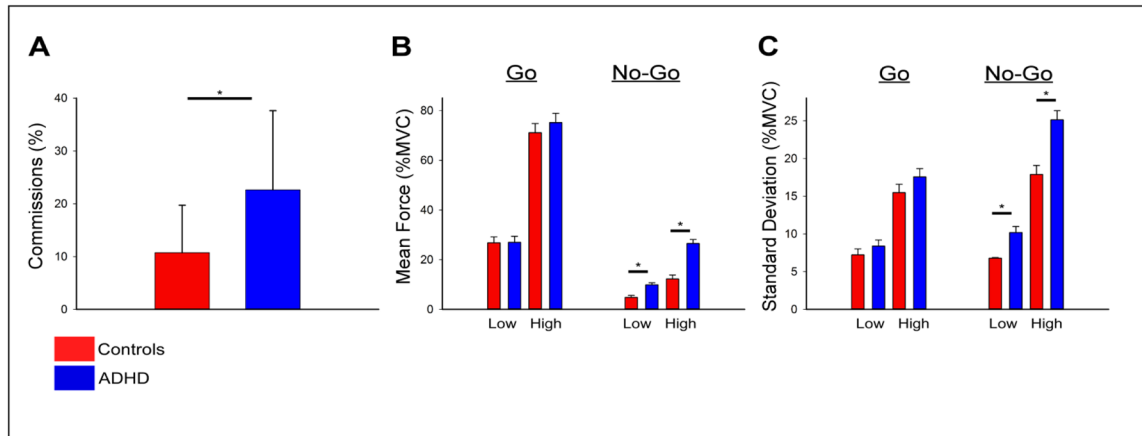 A
B
C
Go
No-Go
Go
No-Go
*
*
*
*
*
Commissions (%)
40
30
20
10
0
Mean Force (%MVC)
80
60
40
20
0
Low
High
Low
High
Standard Deviation (%MVC)
25
20
15
10
5
0
Low
High
Low
High
Controls
ADHD